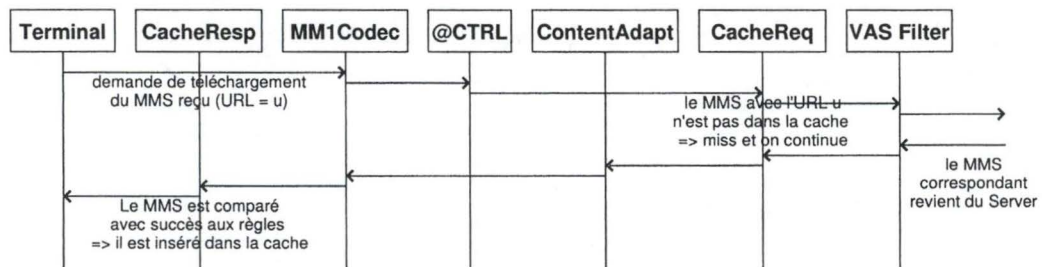 Terminal CacheResp MM1Codec @CTRL ContentAdapt CacheReq VAS Filter
demande de téléchargement
du MMS reçu (URL = u)
le MMS avec l'URL u
n'est pas dans la cache
=> miss et on continue
le MMS
correspondant
revient du Server
Le MMS est comparé
avec succès aux règles
=> il est inséré dans la cache